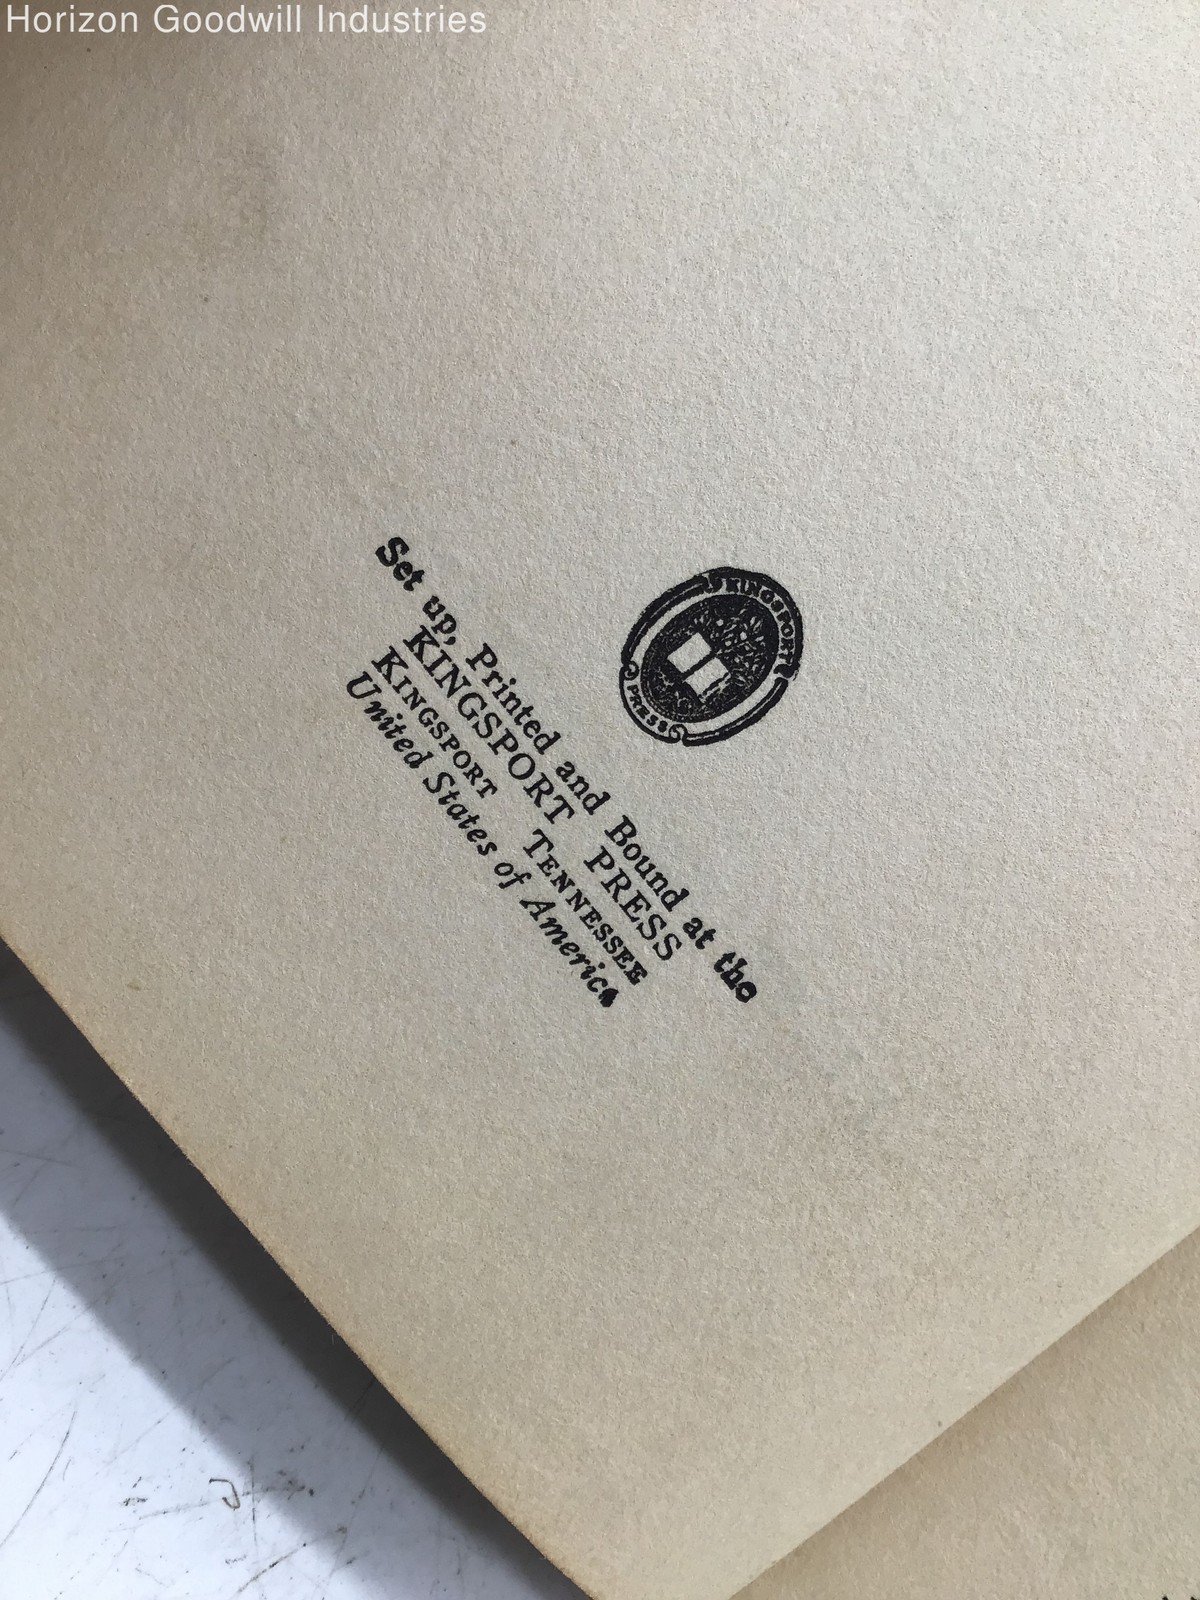 Horizon Goodwill Industries
KINGSPORT
PRESS
Set up, Printed and Bound at the
KINGSPORT PRESS
KINGSPORT TENNESSEE
United States of America